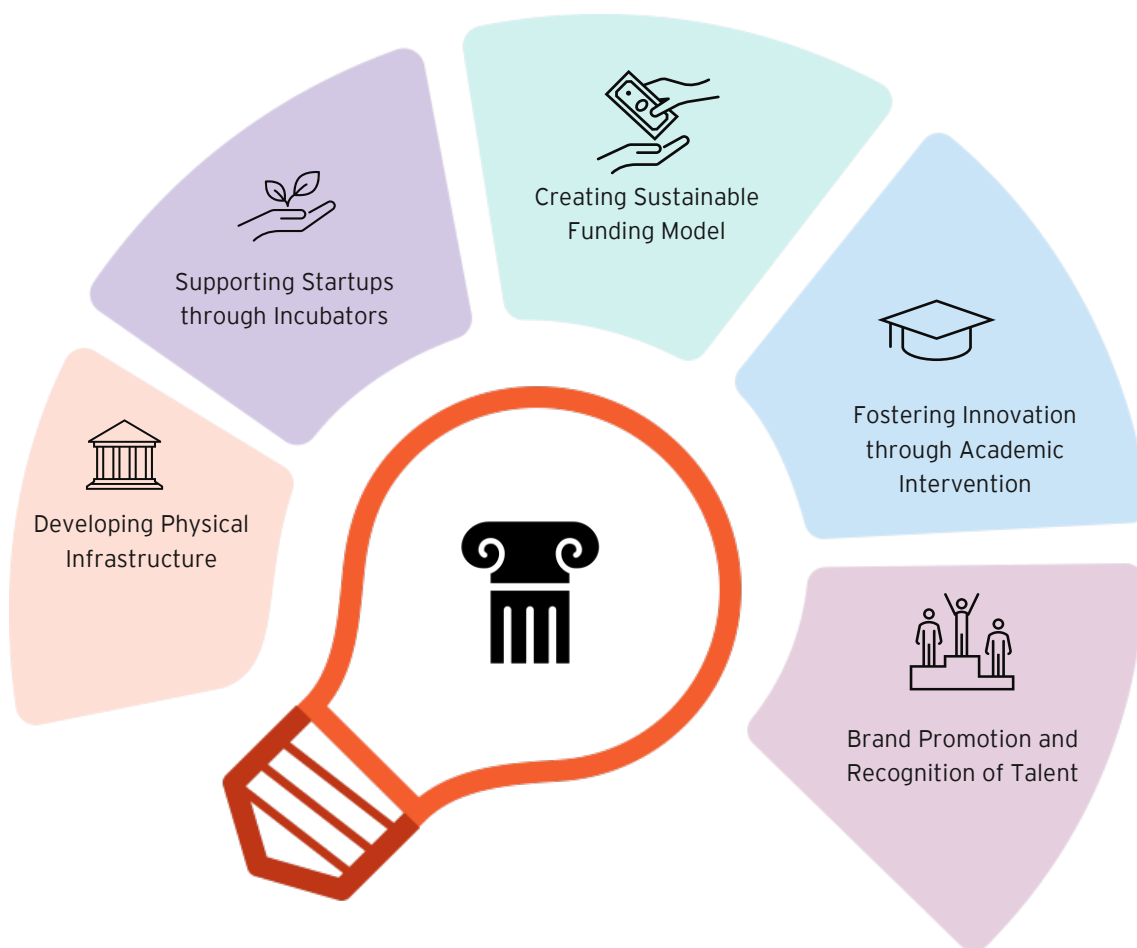 Developing Physical
Infrastructure
Supporting Startups
through Incubators
Creating Sustainable
Funding Model
Fostering Innovation
through Academic
Intervention
Brand Promotion and
Recognition of Talent